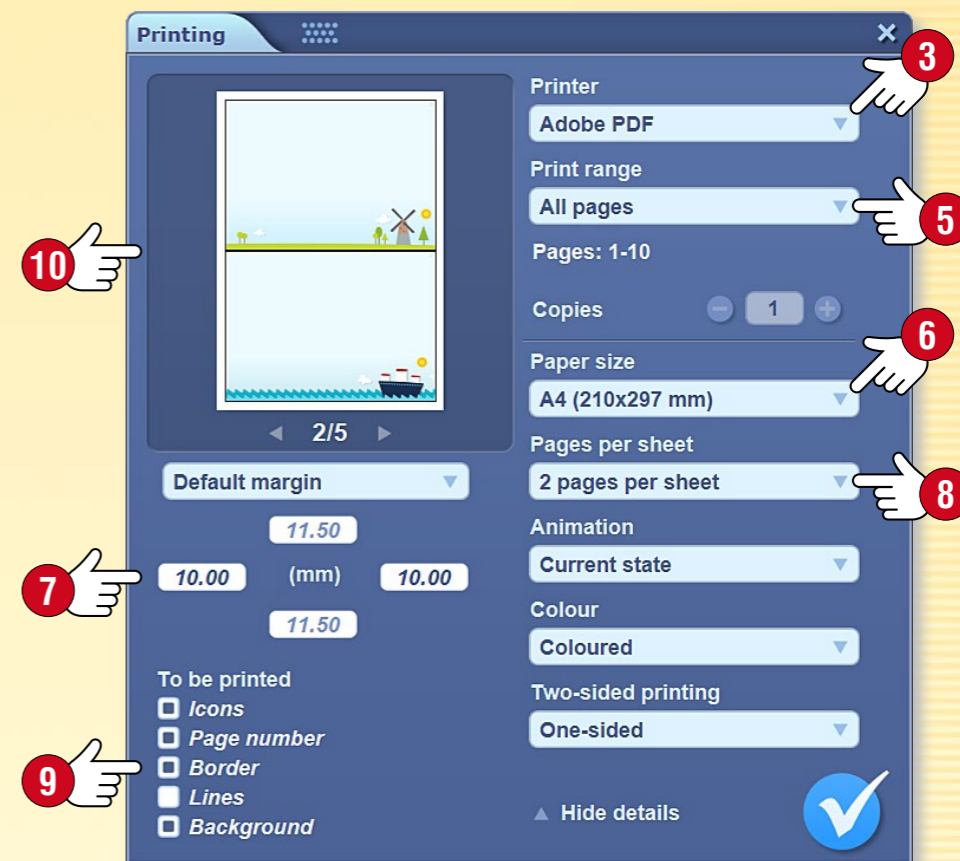 Printing
3
Printer
Adobe PDF
Print range
All pages
5
Pages: 1-10
10
Copies
1
6
Paper size
A4 (210x297 mm)
2/5
Pages per sheet
2 pages per sheet
8
Default margin
11.50
Animation
Current state
7
10.00 (mm) 10.00
11.50
Colour
Coloured
To be printed
Icons
Page number
Border
Lines
Background
9
Two-sided printing
One-sided
Hide details